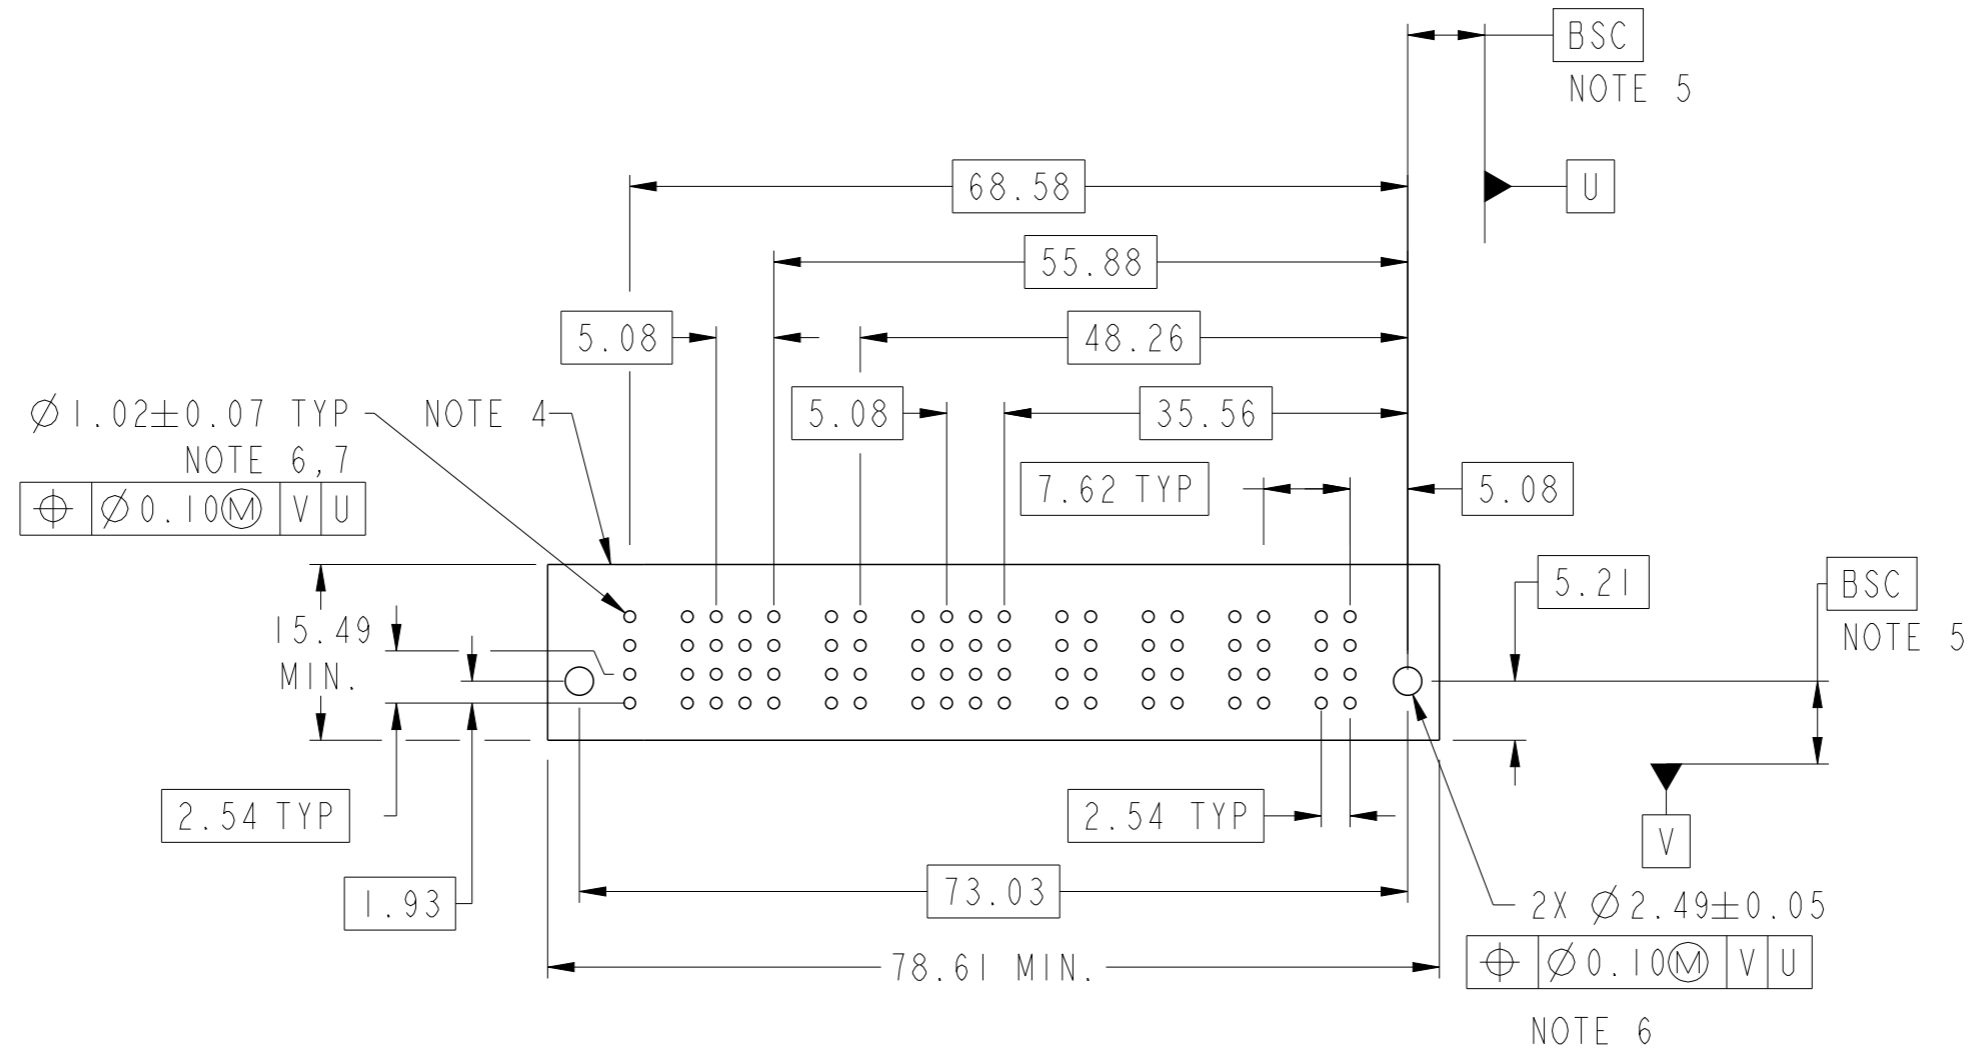 BSC
NOTE 5
68.58
U
55.88
5.08
48.26
Ø1.02±0.07 TYP
NOTE 4
5.08
35.56
NOTE 6,7
7.62 TYP
5.08
⌖ Ø0.10Ⓜ V U
5.21
BSC
NOTE 5
15.49
MIN.
2.54 TYP
2.54 TYP
V
1.93
73.03
2X Ø2.49±0.05
78.61 MIN.
⌖ Ø0.10Ⓜ V U
NOTE 6